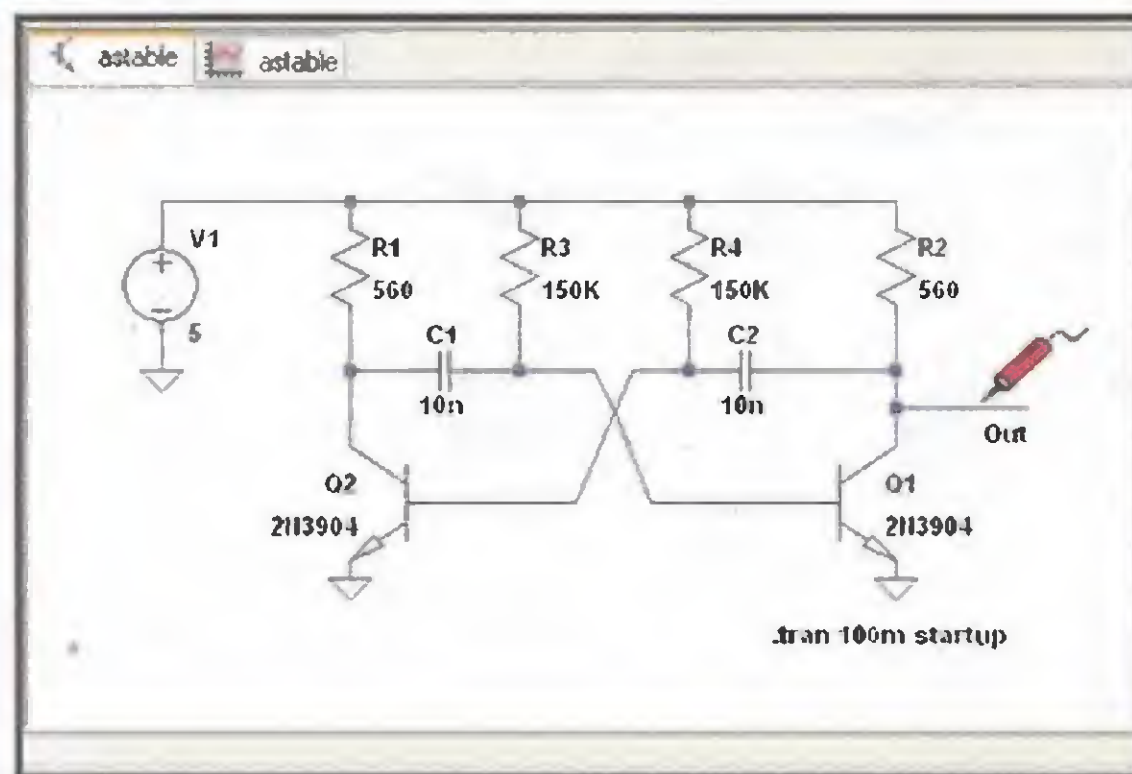 astable
astable
V1
5
R1
560
R3
150K
R4
150K
R2
560
C1
10n
C2
10n
Out
Q2
2N3904
Q1
2N3904
.tran 100m startup